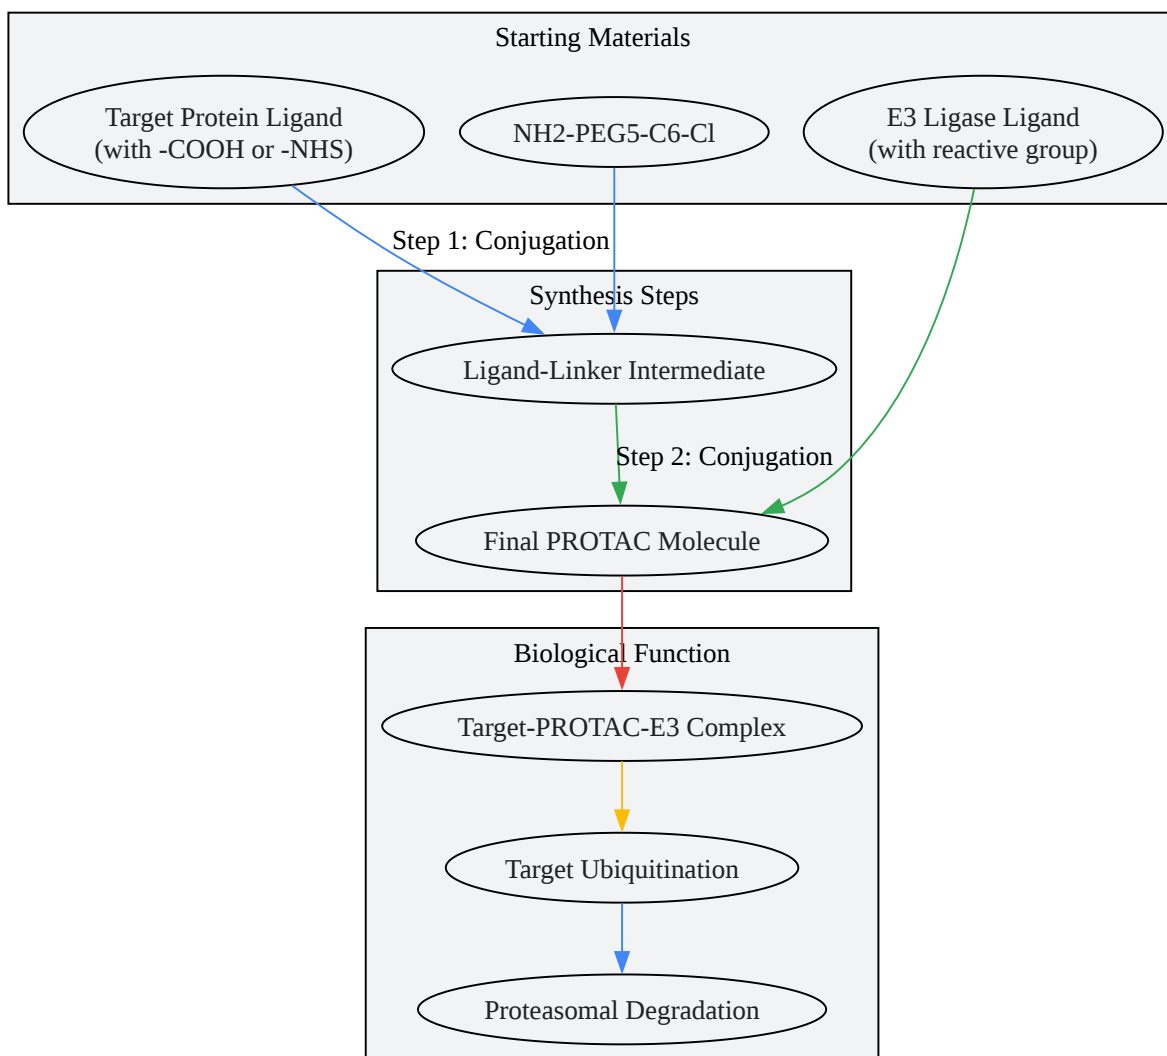 Starting Materials
Target Protein Ligand
(with -COOH or -NHS)
NH2-PEG5-C6-Cl
E3 Ligase Ligand
(with reactive group)
Step 1: Conjugation
Synthesis Steps
Ligand-Linker Intermediate
Step 2: Conjugation
Final PROTAC Molecule
Biological Function
Target-PROTAC-E3 Complex
Target Ubiquitination
Proteasomal Degradation